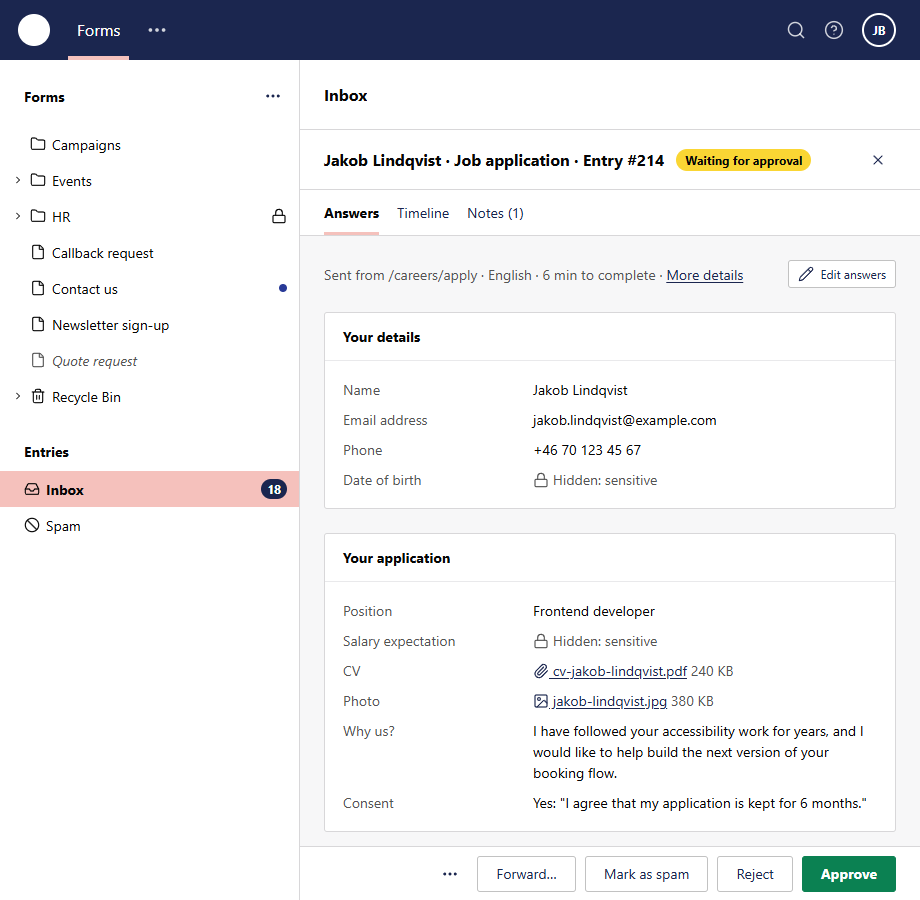 Forms
JB
Forms
Campaigns
Events
HR
Callback request
Contact us
Newsletter sign-up
Quote request
Recycle Bin
Entries
Inbox 18
Spam
Inbox
Jakob Lindqvist · Job application · Entry #214 Waiting for approval
Answers Timeline Notes (1)
Sent from /careers/apply · English · 6 min to complete · More details Edit answers
Your details
Name Jakob Lindqvist
Email address jakob.lindqvist@example.com
Phone +46 70 123 45 67
Date of birth Hidden: sensitive
Your application
Position Frontend developer
Salary expectation Hidden: sensitive
CV cv-jakob-lindqvist.pdf 240 KB
Photo jakob-lindqvist.jpg 380 KB
Why us? I have followed your accessibility work for years, and I
would like to help build the next version of your
booking flow.
Consent Yes: "I agree that my application is kept for 6 months."
Forward... Mark as spam Reject Approve